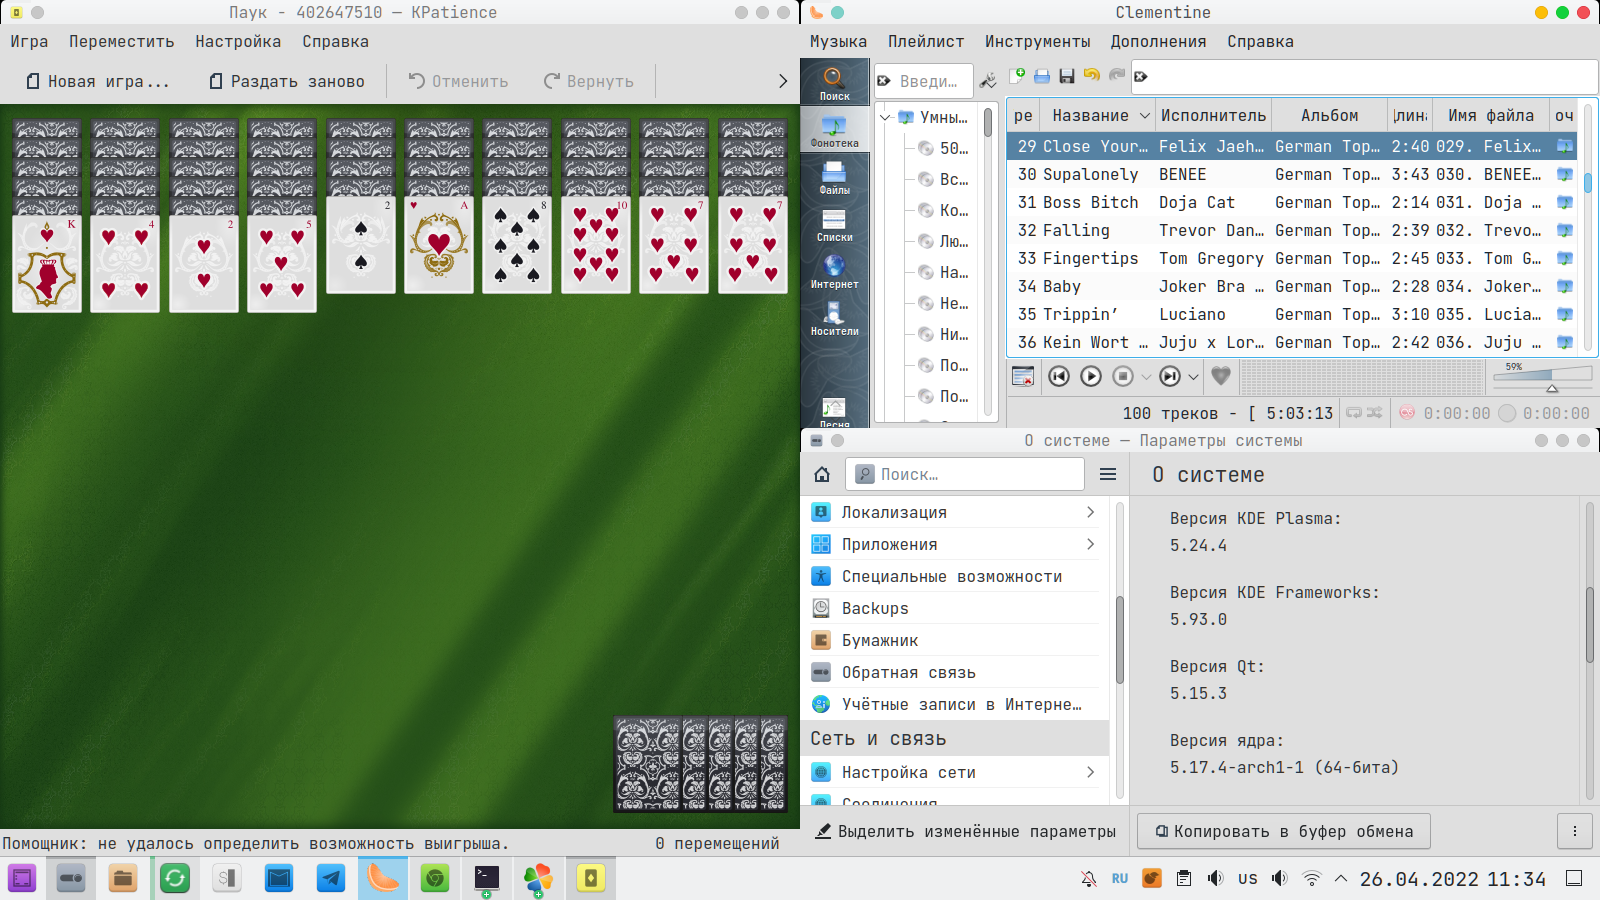 Паук - 402647510 — KPatience
Игра Переместить Настройка Справка
Новая игра... Раздать заново Отменить Вернуть
K 4 2 5 2 A 8 10 7 7
Помощник: не удалось определить возможность выигрыша. 0 перемещений
Clementine
Музыка Плейлист Инструменты Дополнения Справка
Поиск
Фонотека
Файлы
Списки
Интернет
Носители
Песня
Введи…
Умны…
50…
Вс…
Ко…
Лю…
На…
Не…
Ни…
По…
По…
ре Название Исполнитель Альбом лина Имя файла оч
29 Close Your… Felix Jaeh… German Top… 2:40 029. Felix…
30 Supalonely BENEE German Top… 3:43 030. BENEE…
31 Boss Bitch Doja Cat German Top… 2:14 031. Doja …
32 Falling Trevor Dan… German Top… 2:39 032. Trevo…
33 Fingertips Tom Gregory German Top… 2:45 033. Tom G…
34 Baby Joker Bra … German Top… 2:28 034. Joker…
35 Trippin’ Luciano German Top… 3:10 035. Lucia…
36 Kein Wort … Juju x Lor… German Top… 2:42 036. Juju …
59%
100 треков - [ 5:03:13 0:00:00 0:00:00
О системе — Параметры системы
Поиск…
Локализация
Приложения
Специальные возможности
Backups
Бумажник
Обратная связь
Учётные записи в Интерне…
Сеть и связь
Настройка сети
Соединения
Выделить изменённые параметры
О системе
Версия KDE Plasma:
5.24.4
Версия KDE Frameworks:
5.93.0
Версия Qt:
5.15.3
Версия ядра:
5.17.4-arch1-1 (64-бита)
Копировать в буфер обмена
RU US 26.04.2022 11:34